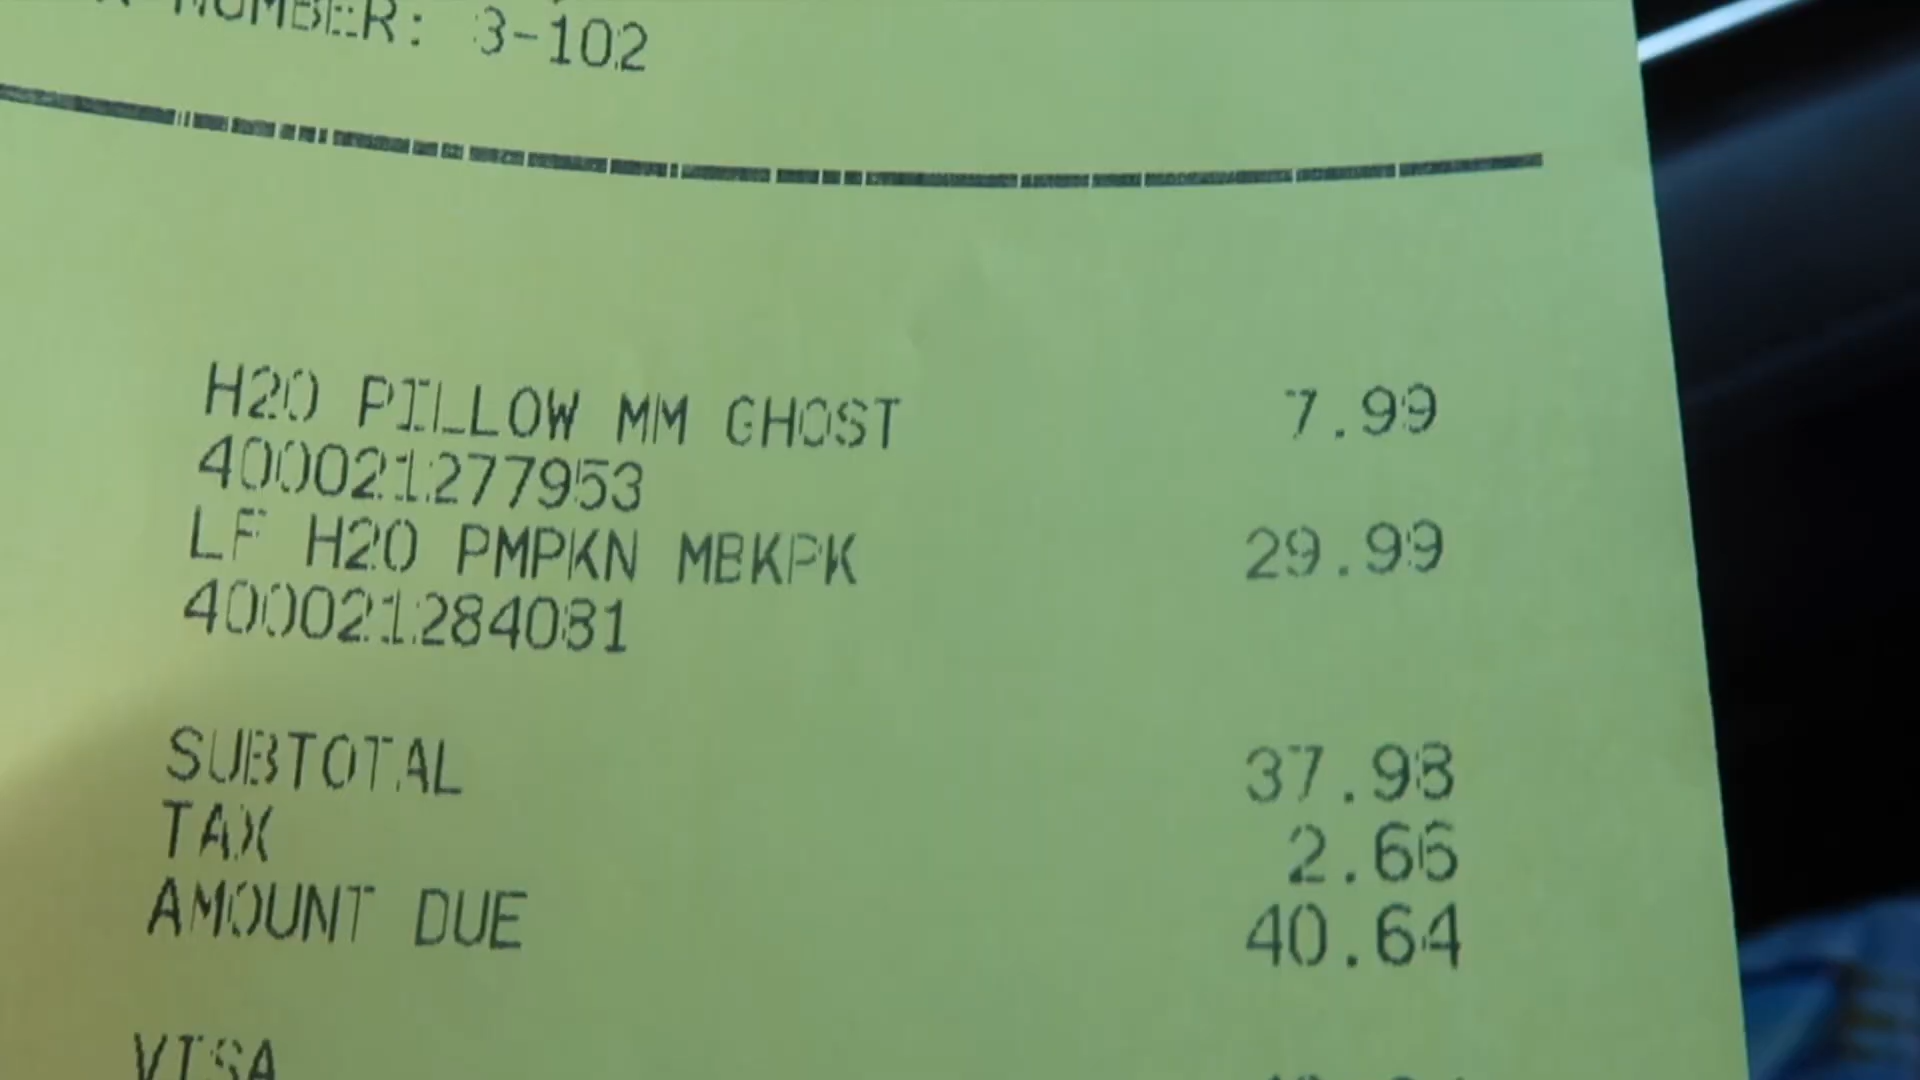 NUMBER: 3-102
H20 PILLOW MM GHOST 7.99
400021277953
LF H20 PMPKN MBKPK 29.99
400021284081
SUBTOTAL 37.98
TAX 2.66
AMOUNT DUE 40.64
VISA